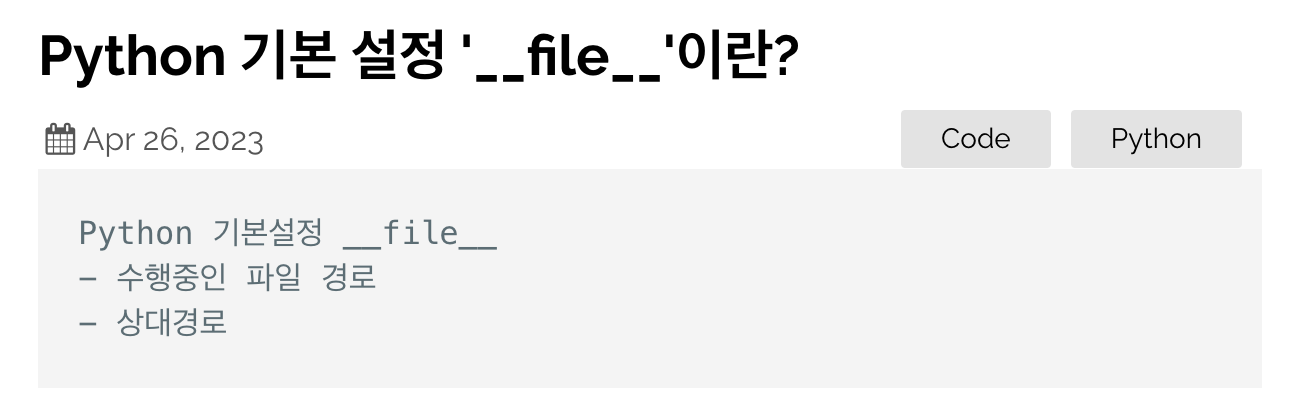 Python 기본 설정 '__file__'이란?
Apr 26, 2023
Code
Python
Python 기본설정 __file__
- 수행중인 파일 경로
- 상대경로